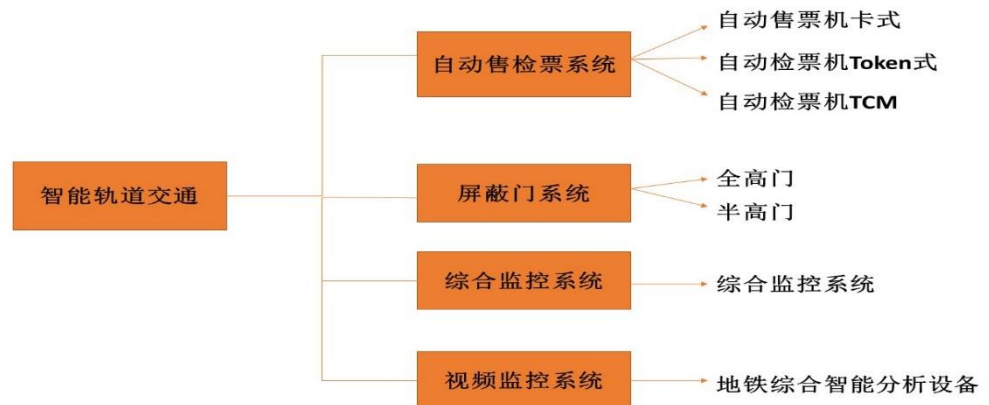 智能轨道交通
自动售检票系统
自动售票机卡式
自动检票机Token式
自动检票机TCM
屏蔽门系统
全高门
半高门
综合监控系统
综合监控系统
视频监控系统
地铁综合智能分析设备